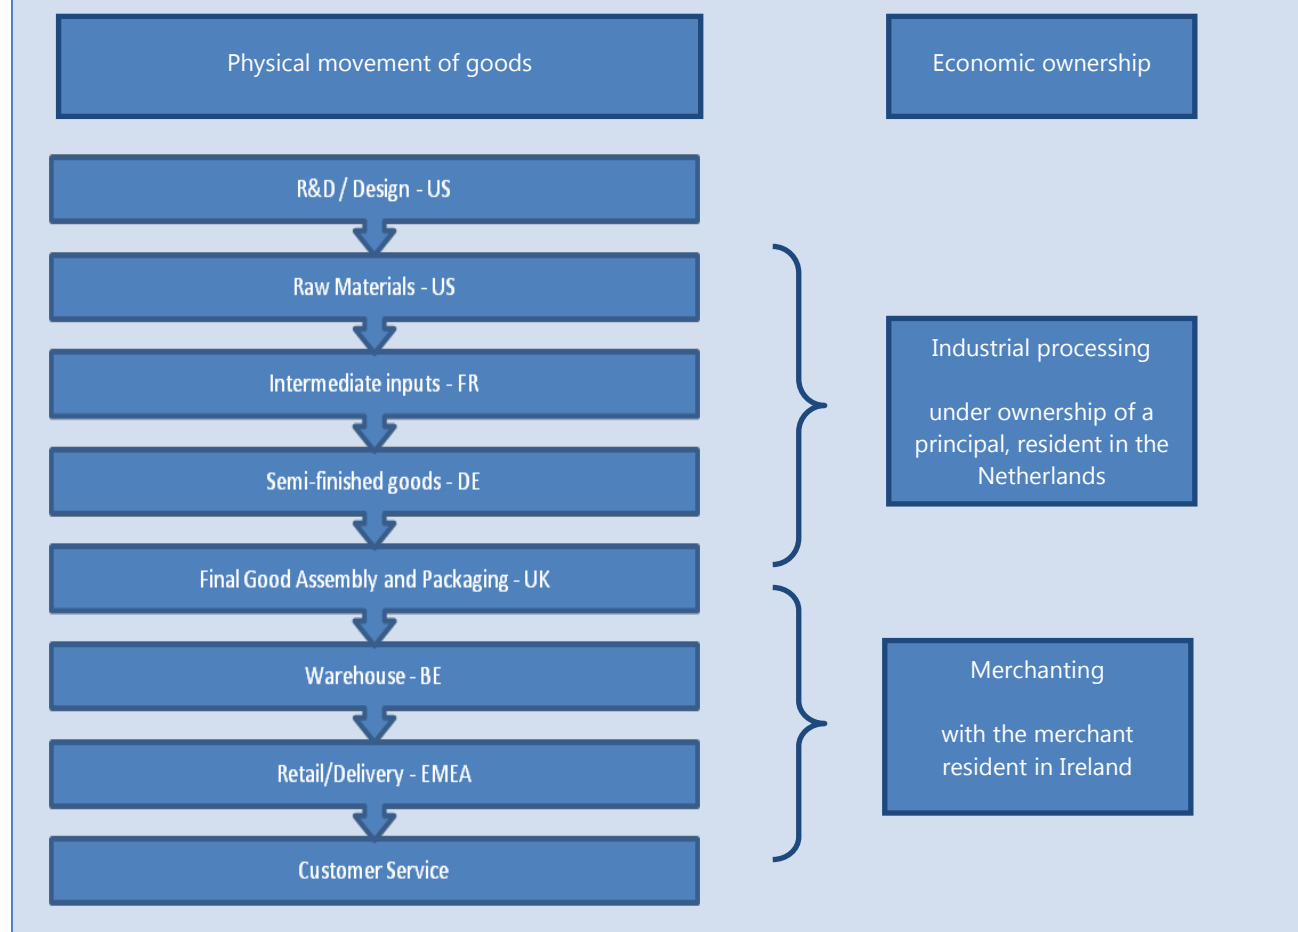 Physical movement of goods
Economic ownership
R&D / Design - US
Raw Materials - US
Intermediate inputs - FR
Semi-finished goods - DE
Final Good Assembly and Packaging - UK
Warehouse - BE
Retail/Delivery - EMEA
Customer Service
Industrial processing
under ownership of a
principal, resident in the
Netherlands
Merchanting
with the merchant
resident in Ireland